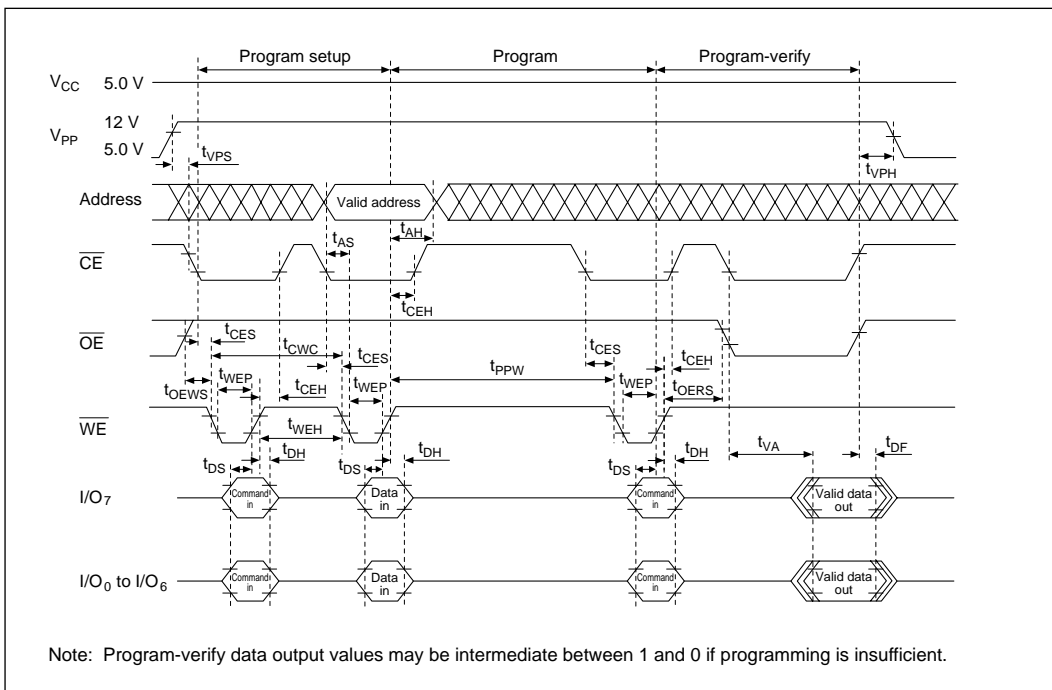 Program setup Program Program-verify
VCC 5.0 V
12 V
VPP
5.0 V
tVPS
tVPH
Address Valid address
tAS tAH
CE
tCEH
OE
tCES tCWC tCES tCES tCEH
tPPW
tOEWS tWEP tCEH tWEP tWEP tOERS
WE
tWEH
tVA
tDS tDH tDS tDH tDS tDH tDF
I/O7 Command in Data in Command in Valid data out
I/O0 to I/O6 Command in Data in Command in Valid data out
Note: Program-verify data output values may be intermediate between 1 and 0 if programming is insufficient.